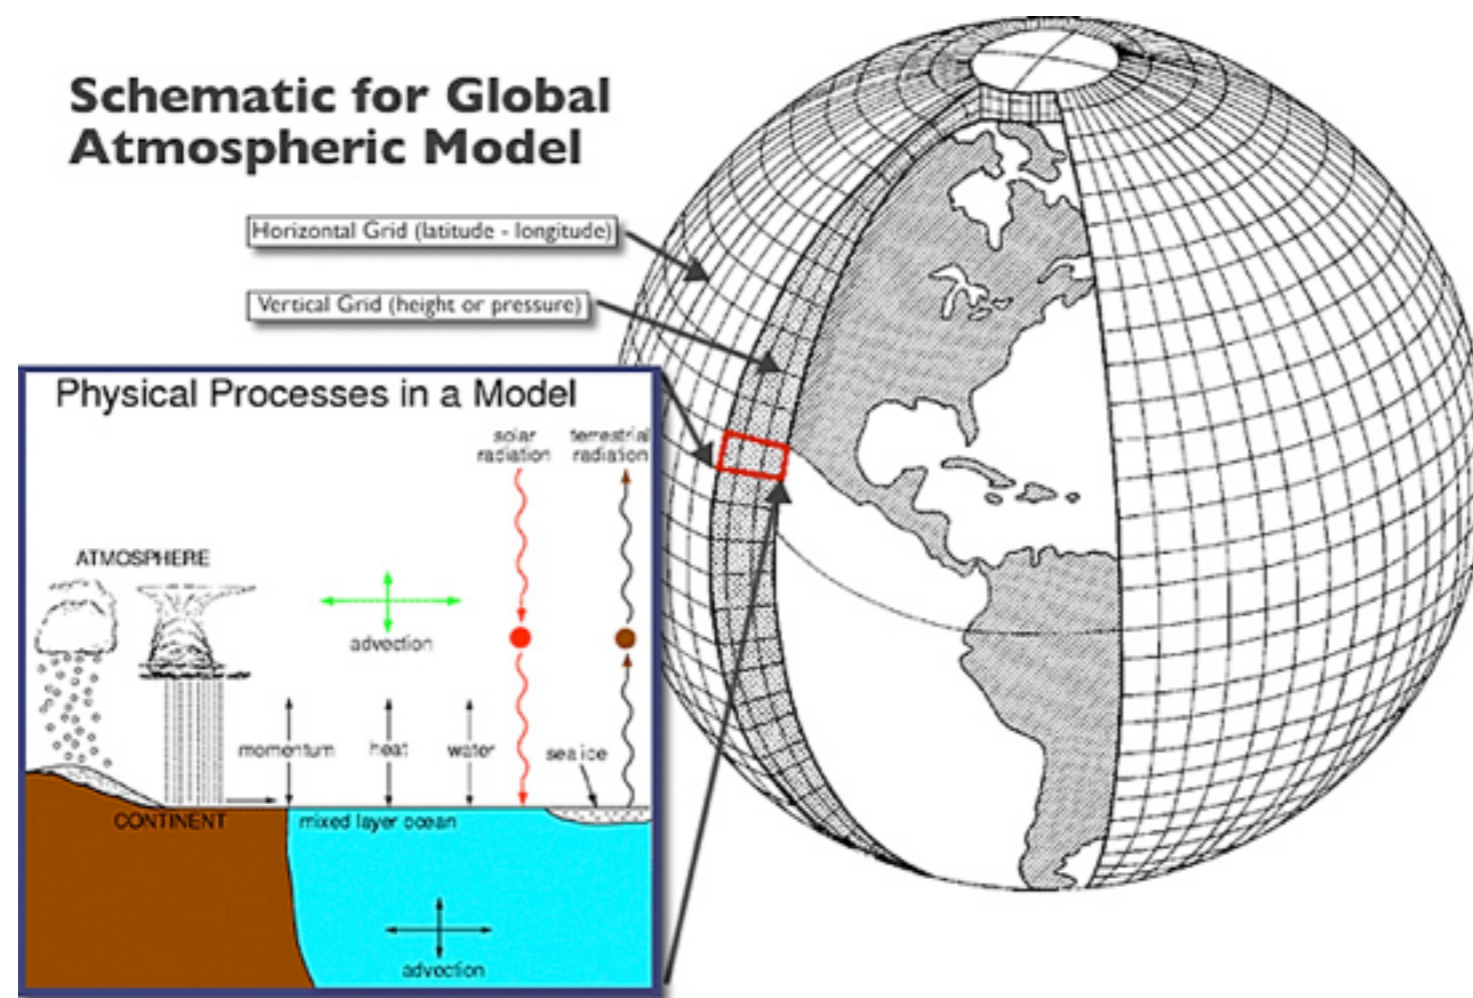 Schematic for Global
Atmospheric Model
Horizontal Grid (latitude - longitude)
Vertical Grid (height or pressure)
Physical Processes in a Model
solar
radiation
terrestrial
radiation
ATMOSPHERE
advection
momentum
heat
water
sea ice
CONTINENT
mixed layer ocean
advection